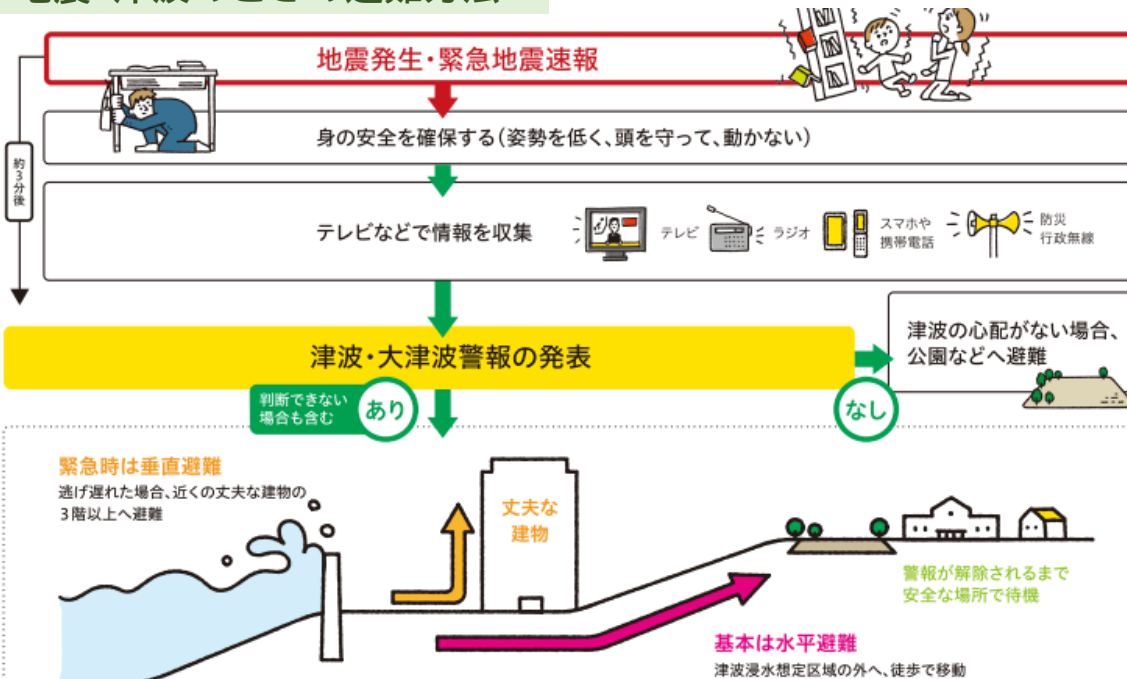 地震発生・緊急地震速報
身の安全を確保する(姿勢を低く、頭を守って、動かない)
約3分後
テレビなどで情報を収集
テレビ
ラジオ
スマホや
携帯電話
防災
行政無線
津波・大津波警報の発表
津波の心配がない場合、
公園などへ避難
判断できない
場合も含む
あり
なし
緊急時は垂直避難
逃げ遅れた場合、近くの丈夫な建物の
3階以上へ避難
丈夫な
建物
警報が解除されるまで
安全な場所で待機
基本は水平避難
津波浸水想定区域の外へ、徒歩で移動